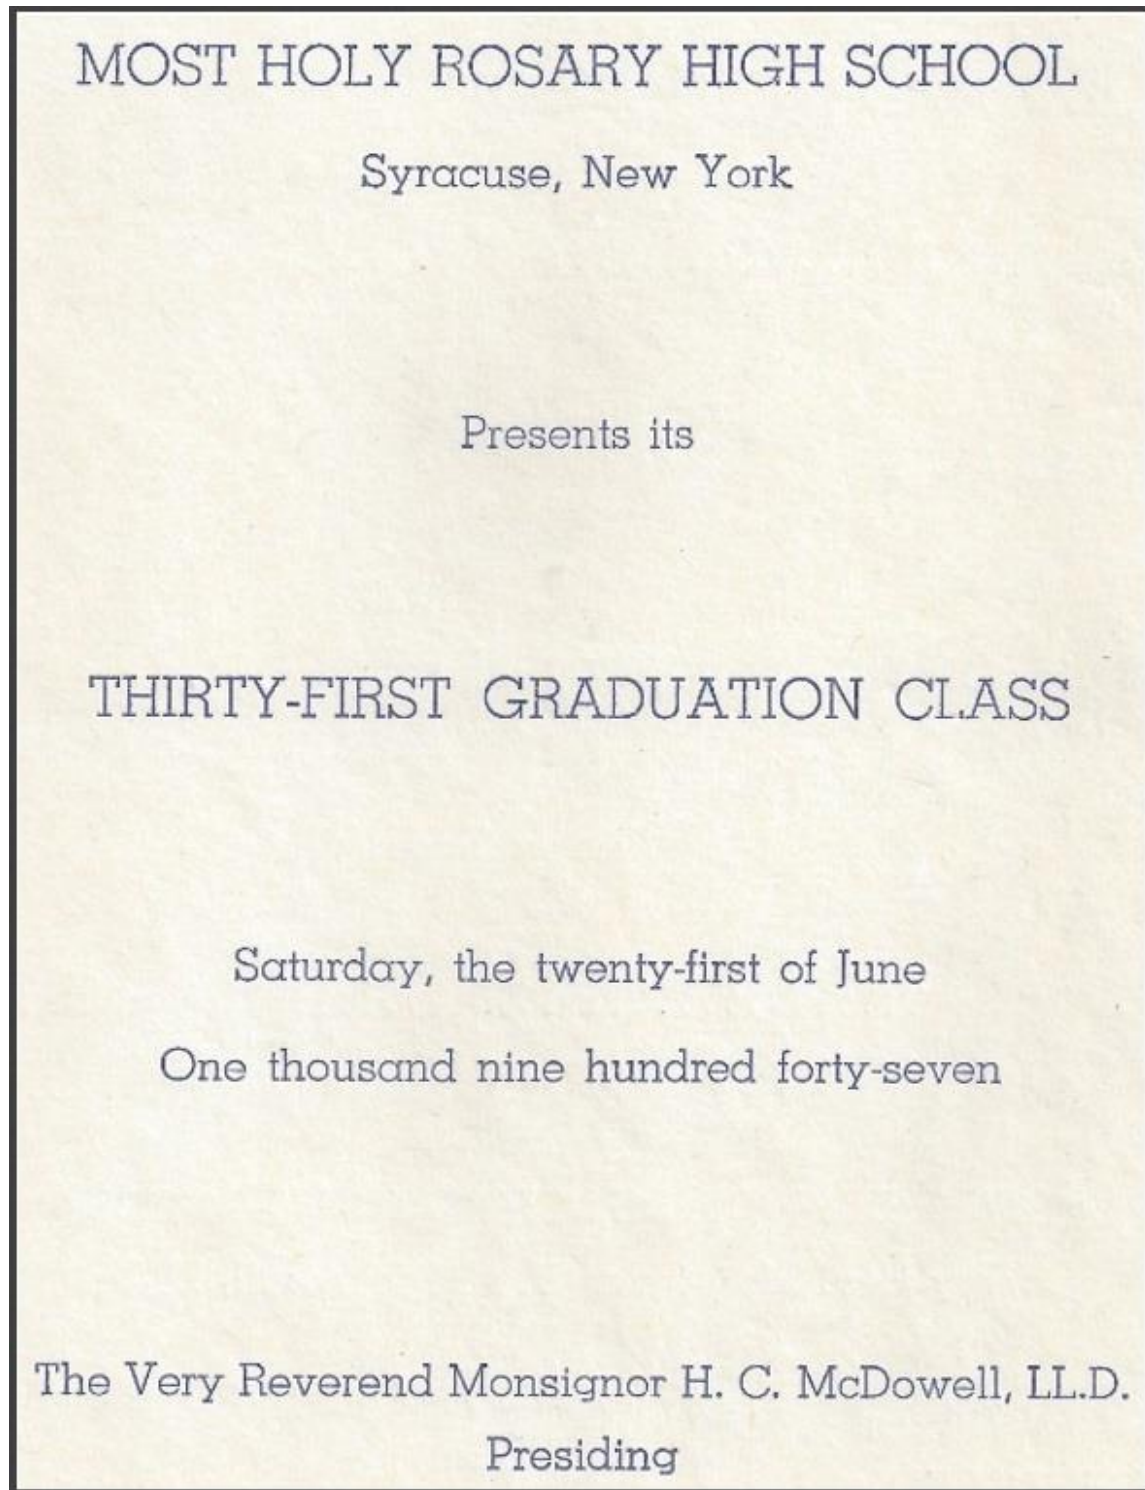 MOST HOLY ROSARY HIGH SCHOOL
Syracuse, New York
Presents its
THIRTY-FIRST GRADUATION CLASS
Saturday, the twenty-first of June
One thousand nine hundred forty-seven
The Very Reverend Monsignor H. C. McDowell, LL.D.
Presiding